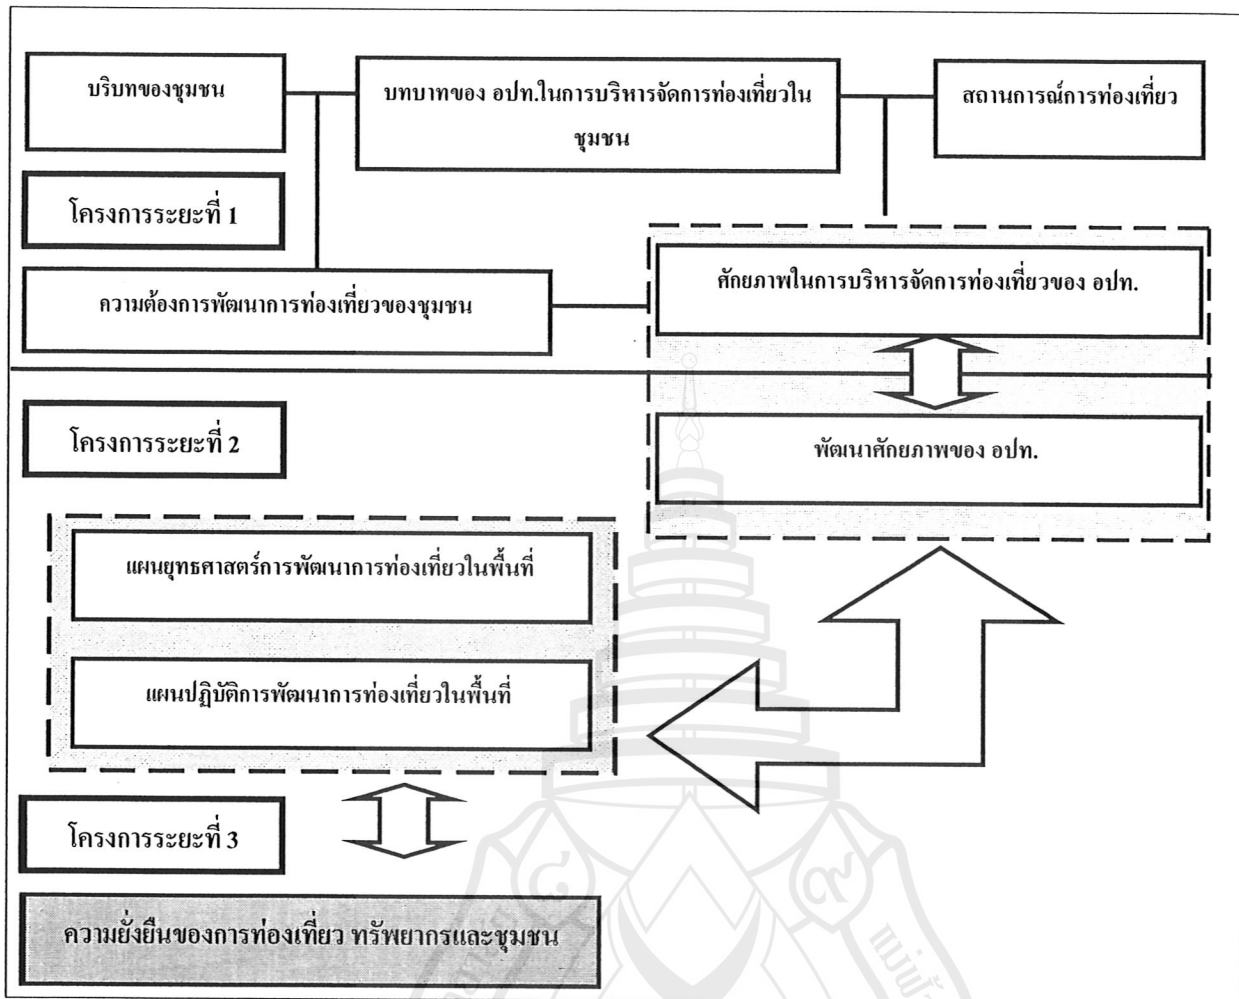 บริบทของชุมชน
บทบาทของ อปท.ในการบริหารจัดการท่องเที่ยวใน
ชุมชน
สถานการณ์การท่องเที่ยว
โครงการระยะที่ 1
ความต้องการพัฒนาการท่องเที่ยวของชุมชน
ศักยภาพในการบริหารจัดการท่องเที่ยวของ อปท.
โครงการระยะที่ 2
พัฒนาศักยภาพของ อปท.
แผนยุทธศาสตร์การพัฒนาการท่องเที่ยวในพื้นที่
แผนปฏิบัติการพัฒนาการท่องเที่ยวในพื้นที่
โครงการระยะที่ 3
ความยั่งยืนของการท่องเที่ยว ทรัพยากรและชุมชน